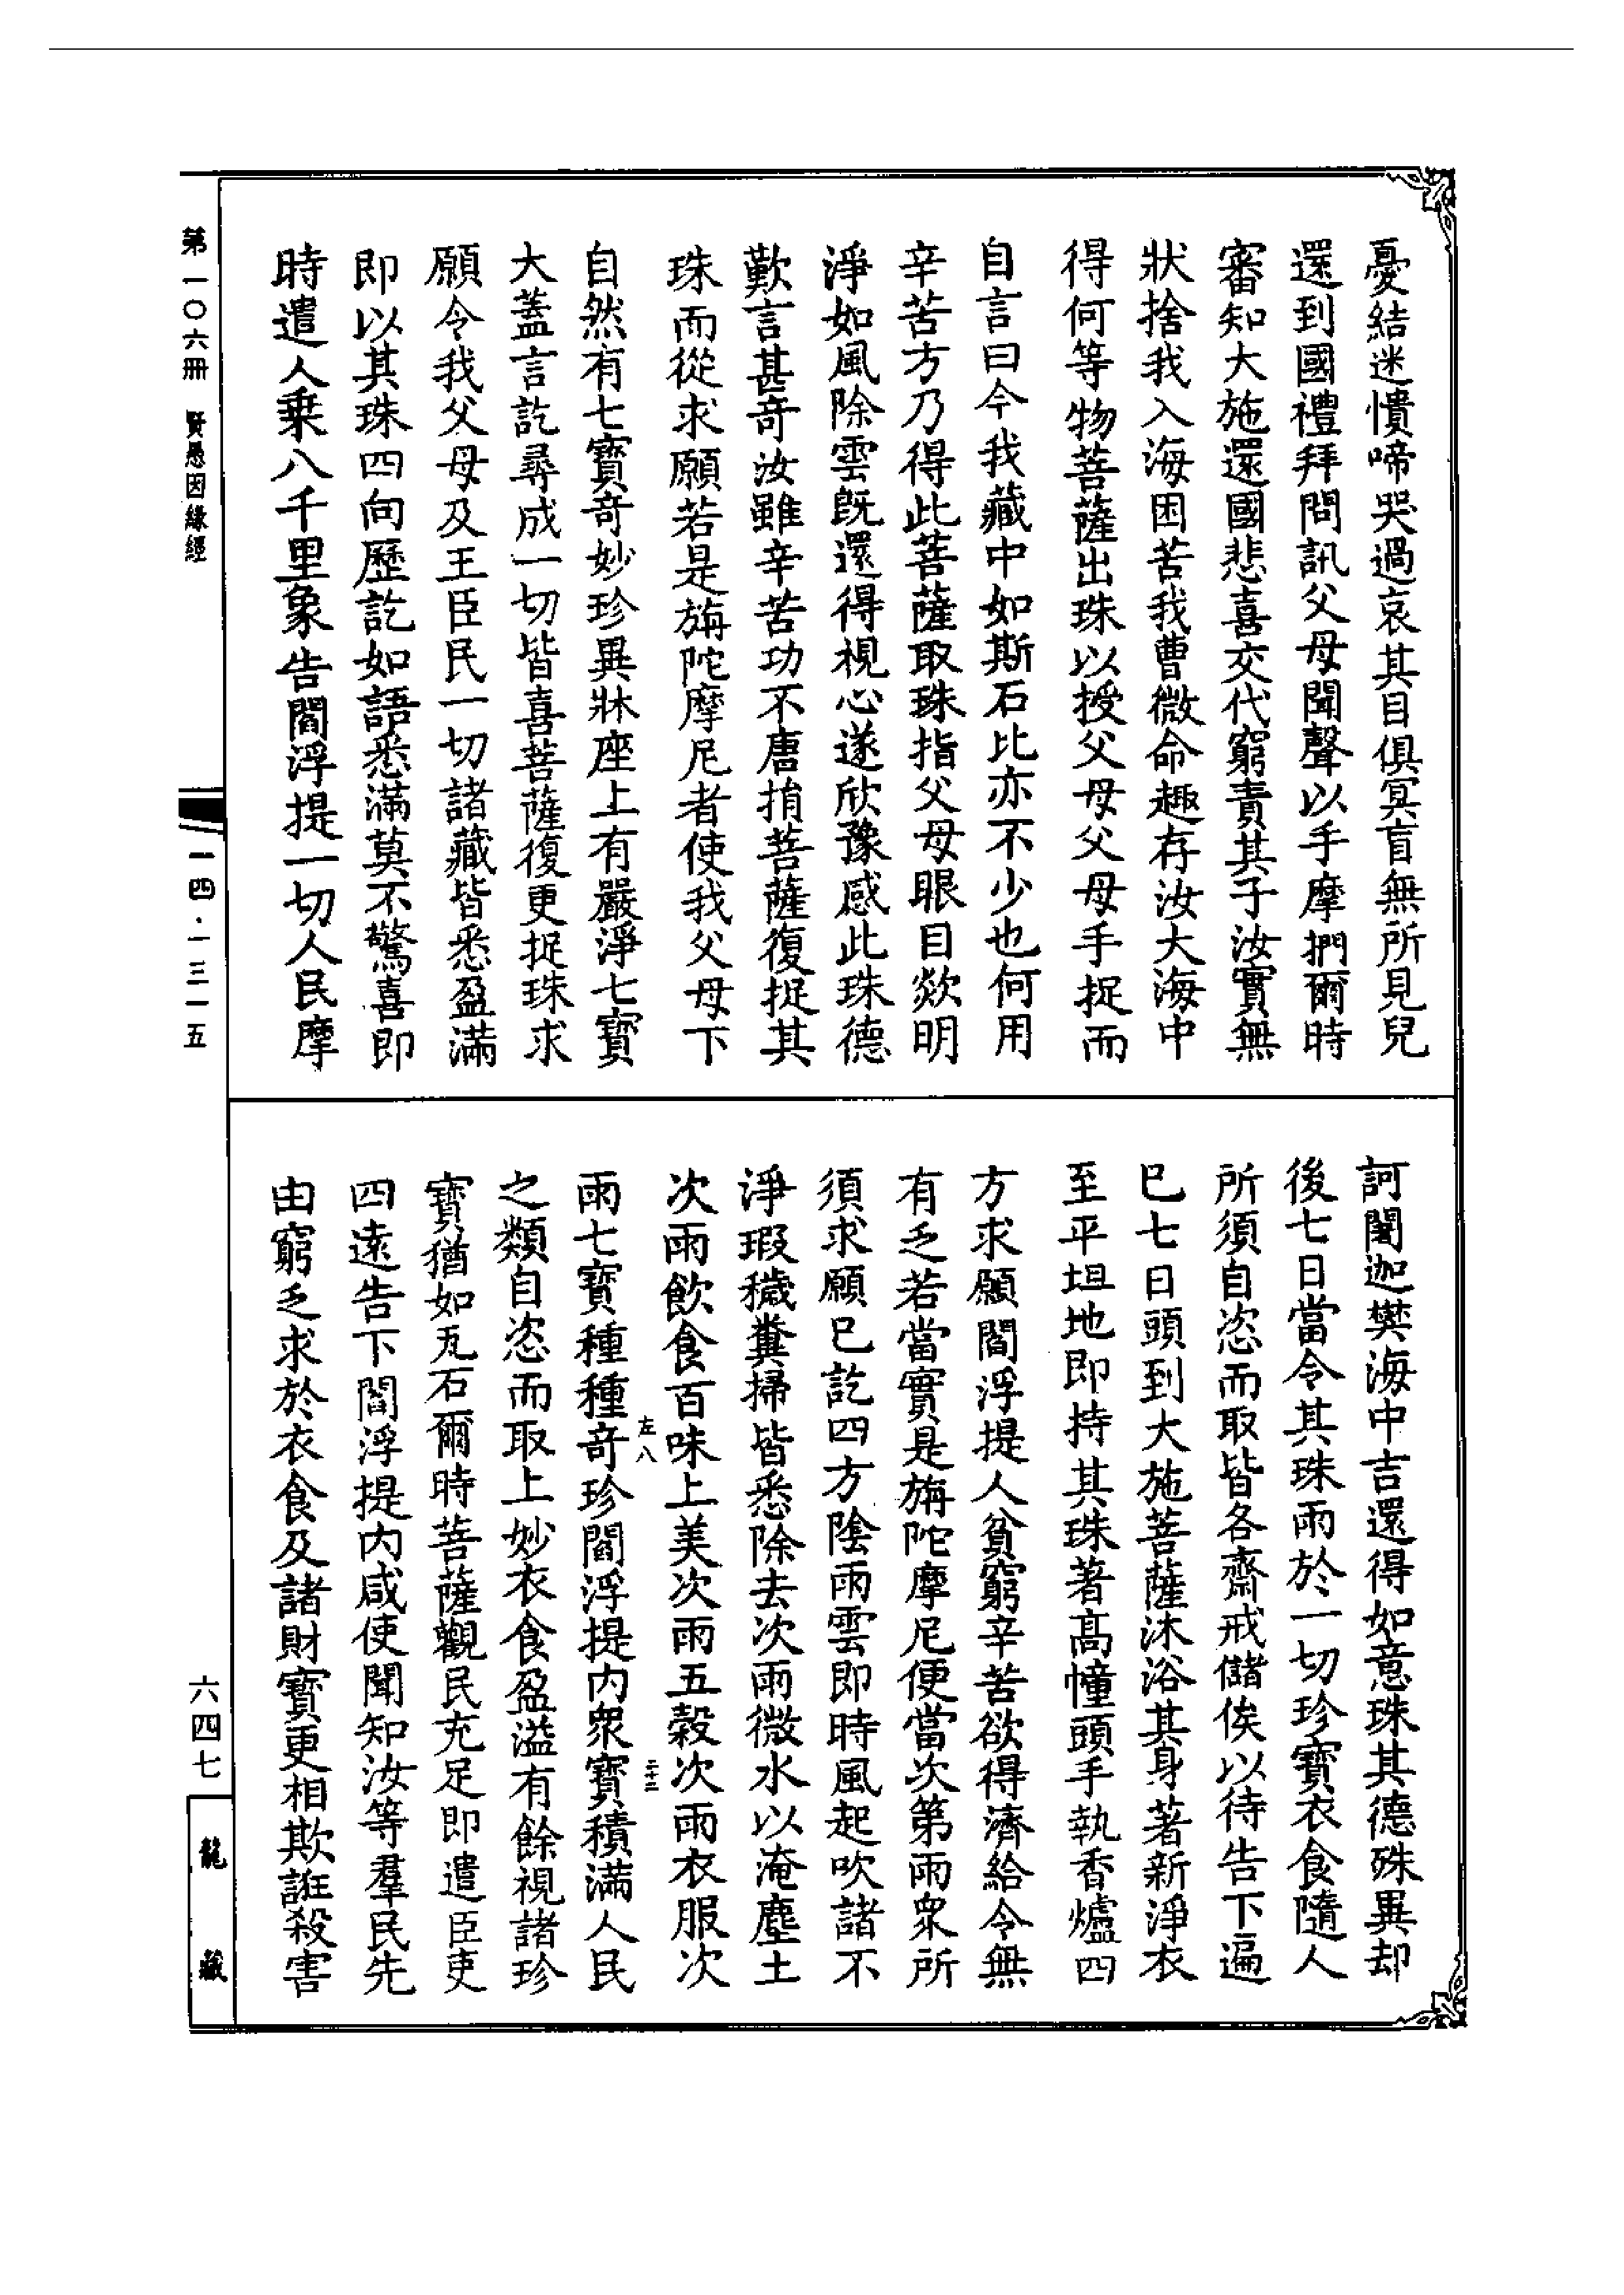 憂結迷憒啼哭過哀其目俱冥盲無所見兒
還到國禮拜問訊父母聞聲以手摩捫爾時
審知大施還國悲喜交代窮責其子汝實無
狀捨我入海困苦我曹微命趣存汝大海中
得何等物菩薩出珠以授父母父母手捉而
自言曰今我藏中如斯石比亦不少也何用
辛苦方乃得此菩薩取珠指父母眼目欻明
淨如風除雲旣還得視心遂欣豫感此珠德
歎言甚奇汝雖辛苦功不唐捐菩薩復捉其
珠而從求願若是旃陀摩尼者使我父母下
自然有七寶奇妙珍異牀座上有嚴淨七寶
大蓋言訖尋成一切皆喜菩薩復更捉珠求
願令我父母及王臣民一切諸藏皆悉盈滿
即以其珠四向歷訖如語悉滿莫不驚喜即
時遣人乘八千里象告閻浮提一切人民摩
訶闍迦樊海中吉還得如意珠其德殊異却
後七日當令其珠雨於一切珍寶衣食隨人
所須自恣而取皆各齋戒儲俟以待告下遍
已七日頭到大施菩薩沐浴其身著新淨衣
至平坦地即持其珠著高幢頭手執香爐四
方求願閻浮提人貧窮辛苦欲得濟給令無
有乏若當實是旃陀摩尼便當次第雨衆所
須求願已訖四方陰雨雲即時風起吹諸不
淨瑕穢糞掃皆悉除去次雨微水以淹塵土
次雨飲食百味上美次雨五穀次雨衣服次
左八
二十二
雨七寶種種奇珍閻浮提内衆寶積滿人民
之類自恣而取上妙衣食盈溢有餘視諸珍
寶猶如瓦石爾時菩薩觀民充足即遣臣吏
四遠告下閻浮提内咸使聞知汝等羣民先
由窮乏求於衣食及諸財寶更相欺誑殺害
第一〇六冊　賢愚因緣經
一四·一三一五
六四七
龍藏